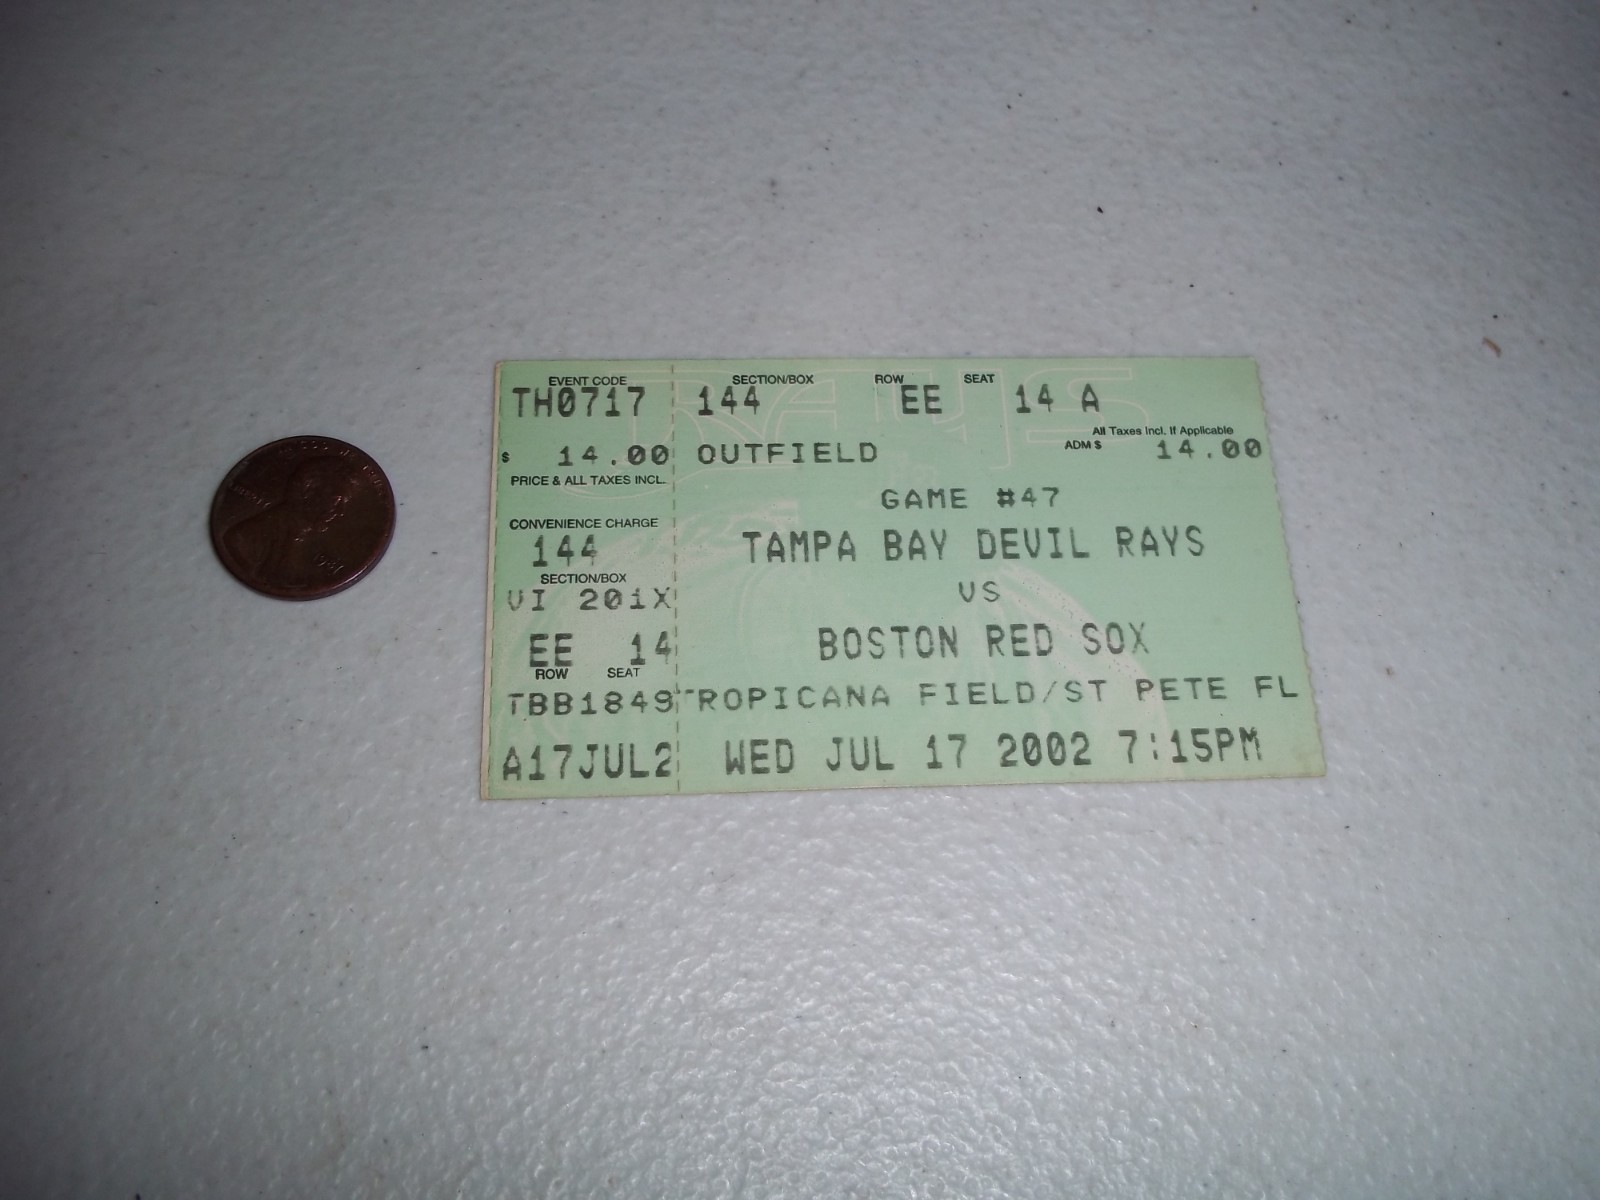 EVENT CODE SECTION/BOX ROW SEAT
TH0717 144 EE 14 A
All Taxes Incl. If Applicable
$ 14.00 OUTFIELD ADM $ 14.00
PRICE & ALL TAXES INCL.
GAME #47
CONVENIENCE CHARGE
144 TAMPA BAY DEVIL RAYS
SECTION/BOX
VI 201X VS
EE 14 BOSTON RED SOX
ROW SEAT
TBB1849 TROPICANA FIELD/ST PETE FL
A17JUL2 WED JUL 17 2002 7:15PM
RAYS